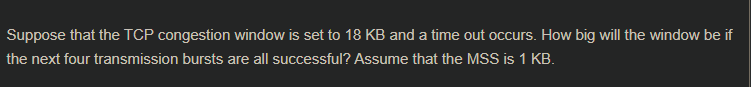 Suppose that the TCP congestion window is set to 18 KB and a time out occurs. How big will the window be if
the next four transmission bursts are all successful? Assume that the MSS is 1 KB.